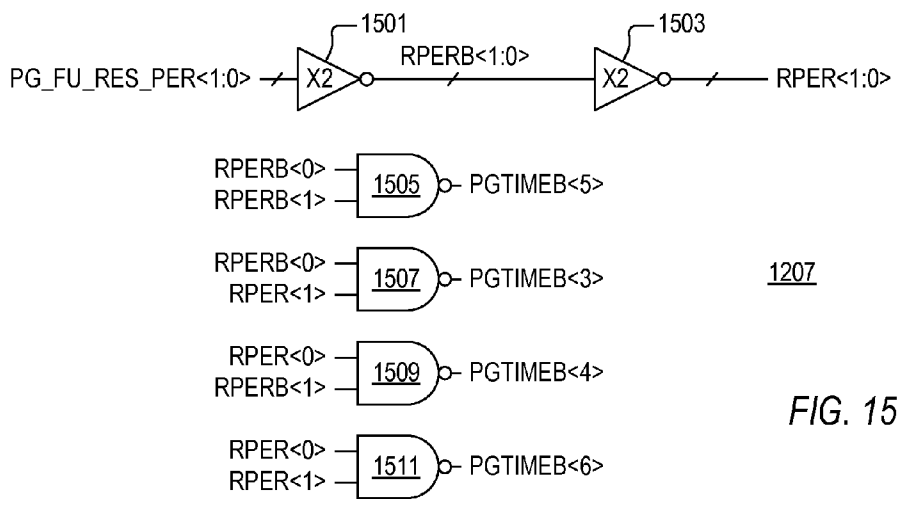 1501
1503
PG_FU_RES_PER<1:0>
X2
RPERB<1:0>
X2
RPER<1:0>
RPERB<0>
RPERB<1>
1505
PGTIMEB<5>
RPERB<0>
RPER<1>
1507
PGTIMEB<3>
1207
RPER<0>
RPERB<1>
1509
PGTIMEB<4>
FIG. 15
RPER<0>
RPER<1>
1511
PGTIMEB<6>